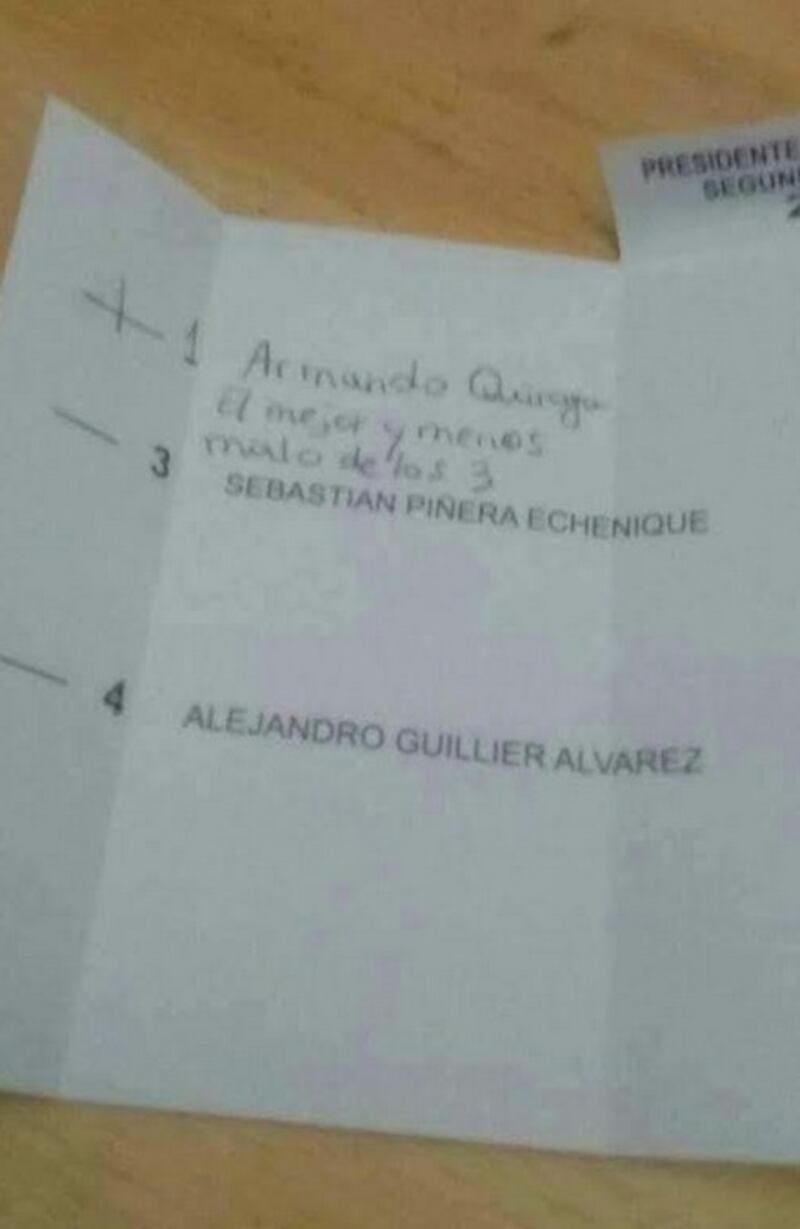 PRESIDENTE
SEGUN
2
1 Armando Quiroga
El mejor y menos
malo de los 3
3 SEBASTIAN PIÑERA ECHENIQUE
4 ALEJANDRO GUILLIER ALVAREZ